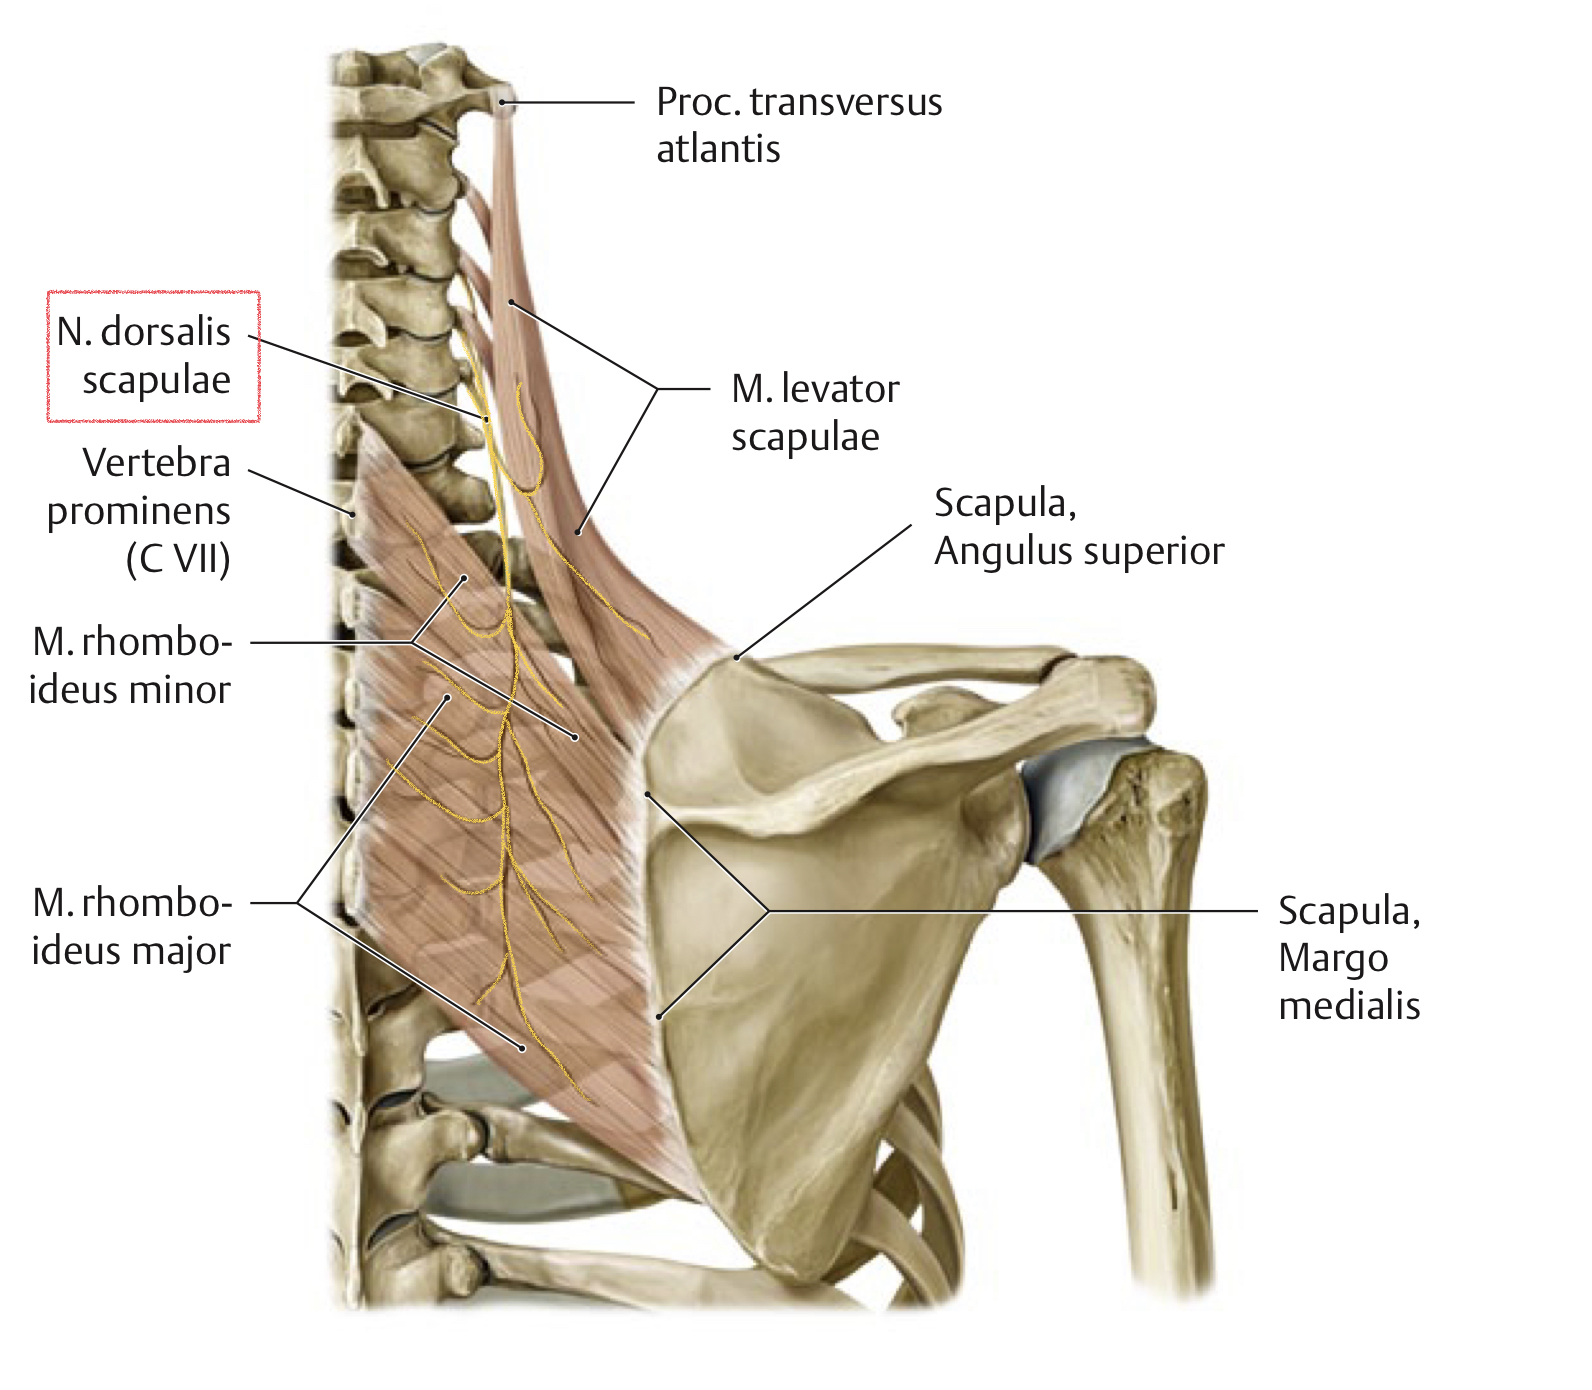 Proc. transversus
atlantis
N. dorsalis
scapulae
M. levator
scapulae
Vertebra
prominens
(C VII)
Scapula,
Angulus superior
M. rhombo-
ideus minor
M. rhombo-
ideus major
Scapula,
Margo
medialis